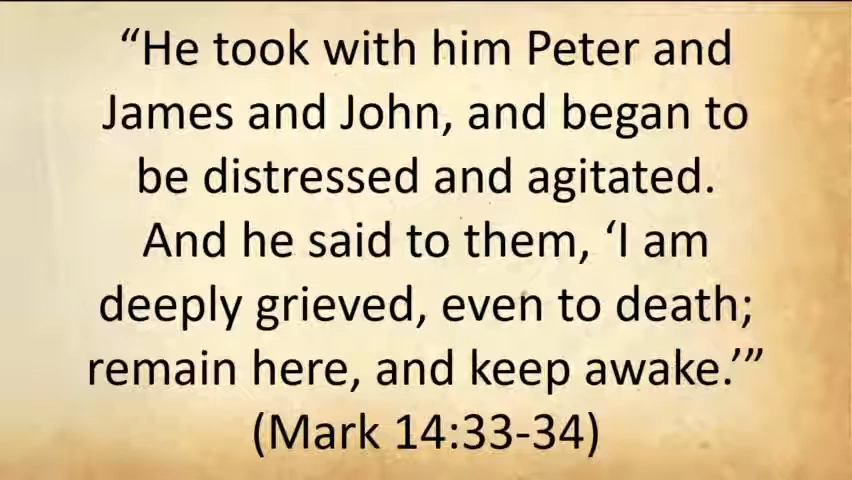 “He took with him Peter and
James and John, and began to
be distressed and agitated.
And he said to them, ‘I am
deeply grieved, even to death;
remain here, and keep awake.’”
(Mark 14:33-34)